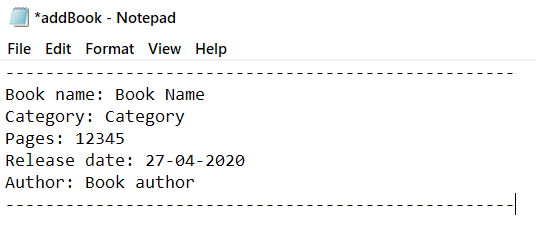 *addBook - Notepad
File Edit Format View Help
---------------------------------------------------
Book name: Book Name
Category: Category
Pages: 12345
Release date: 27-04-2020
Author: Book author
---------------------------------------------------